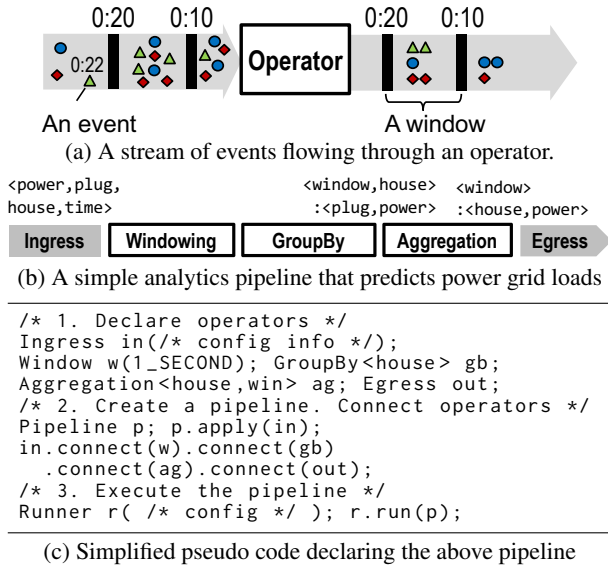 0:20 0:10 0:20 0:10
0:22
Operator
An event A window
(a) A stream of events flowing through an operator.
<power,plug, <window,house> <window>
house,time> :<plug,power> :<house,power>
Ingress Windowing GroupBy Aggregation Egress
(b) A simple analytics pipeline that predicts power grid loads
/* 1. Declare operators */
Ingress in(/* config info */);
Window w(1_SECOND); GroupBy<house> gb;
Aggregation<house,win> ag; Egress out;
/* 2. Create a pipeline. Connect operators */
Pipeline p; p.apply(in);
in.connect(w).connect(gb)
.connect(ag).connect(out);
/* 3. Execute the pipeline */
Runner r( /* config */ ); r.run(p);
(c) Simplified pseudo code declaring the above pipeline